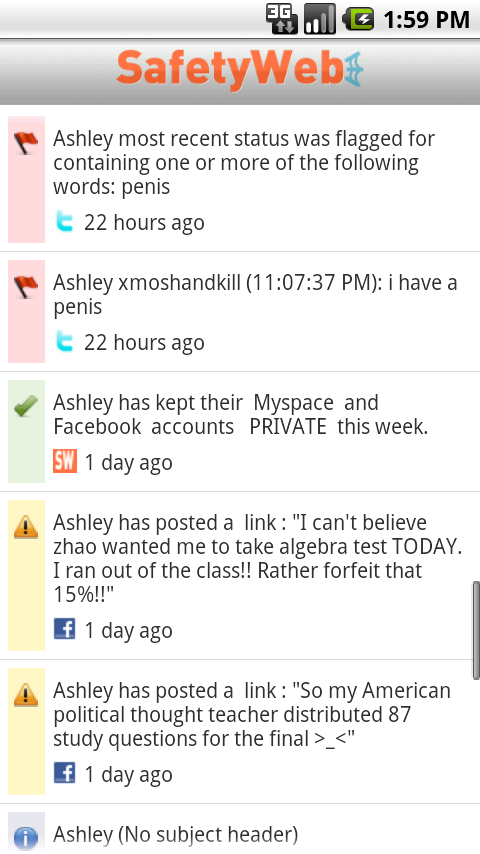 3G 1:59 PM
SafetyWeb
Ashley most recent status was flagged for
containing one or more of the following
words: penis
22 hours ago
Ashley xmoshandkill (11:07:37 PM): i have a
penis
22 hours ago
Ashley has kept their Myspace and
Facebook accounts PRIVATE this week.
SW 1 day ago
Ashley has posted a link : "I can't believe
zhao wanted me to take algebra test TODAY.
I ran out of the class!! Rather forfeit that
15%!!"
1 day ago
Ashley has posted a link : "So my American
political thought teacher distributed 87
study questions for the final >_<"
1 day ago
Ashley (No subject header)